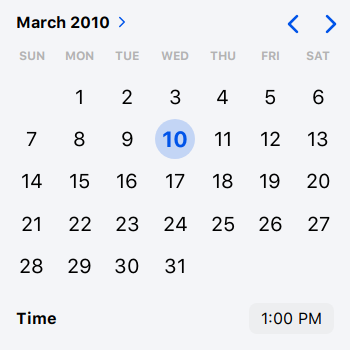 March 2010
SUN MON TUE WED THU FRI SAT
1 2 3 4 5 6
7 8 9 10 11 12 13
14 15 16 17 18 19 20
21 22 23 24 25 26 27
28 29 30 31
Time 1:00 PM